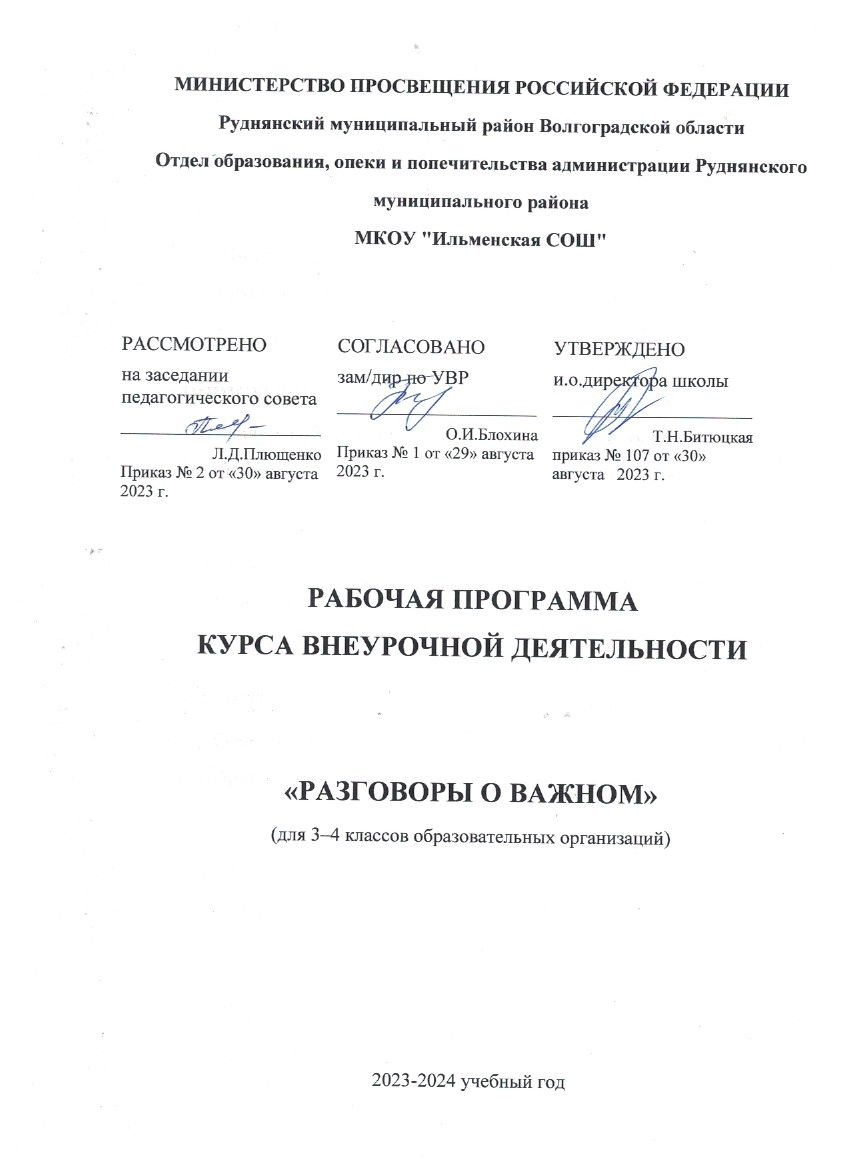 МИНИСТЕРСТВО ПРОСВЕЩЕНИЯ РОССИЙСКОЙ ФЕДЕРАЦИИ
Руднянский муниципальный район Волгоградской области
Отдел образования, опеки и попечительства администрации Руднянского
муниципального района
МКОУ "Ильменская СОШ"
РАССМОТРЕНО
на заседании
педагогического совета
Л.Д.Плющенко
Приказ № 2 от «30» августа
2023 г.
СОГЛАСОВАНО
зам/дир по УВР
О.И.Блохина
Приказ № 1 от «29» августа
2023 г.
УТВЕРЖДЕНО
и.о.директора школы
Т.Н.Битюцкая
приказ № 107 от «30»
августа 2023 г.
РАБОЧАЯ ПРОГРАММА
КУРСА ВНЕУРОЧНОЙ ДЕЯТЕЛЬНОСТИ
«РАЗГОВОРЫ О ВАЖНОМ»
(для 3–4 классов образовательных организаций)
2023-2024 учебный год